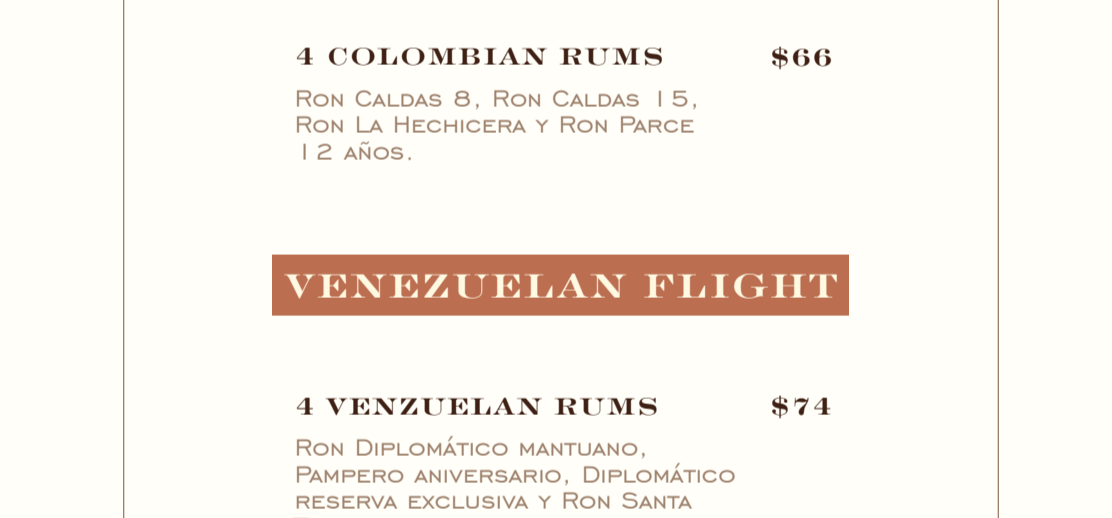 4 COLOMBIAN RUMS $66
RON CALDAS 8, RON CALDAS 15,
RON LA HECHICERA Y RON PARCE
12 AÑOS.
VENEZUELAN FLIGHT
4 VENZUELAN RUMS $74
RON DIPLOMÁTICO MANTUANO,
PAMPERO ANIVERSARIO, DIPLOMÁTICO
RESERVA EXCLUSIVA Y RON SANTA